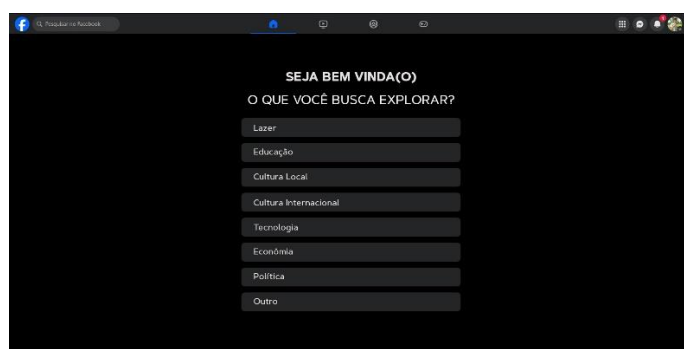 Pesquisar no Facebook
SEJA BEM VINDA(O)
O QUE VOCÊ BUSCA EXPLORAR?
Lazer
Educação
Cultura Local
Cultura Internacional
Tecnologia
Econômia
Política
Outro